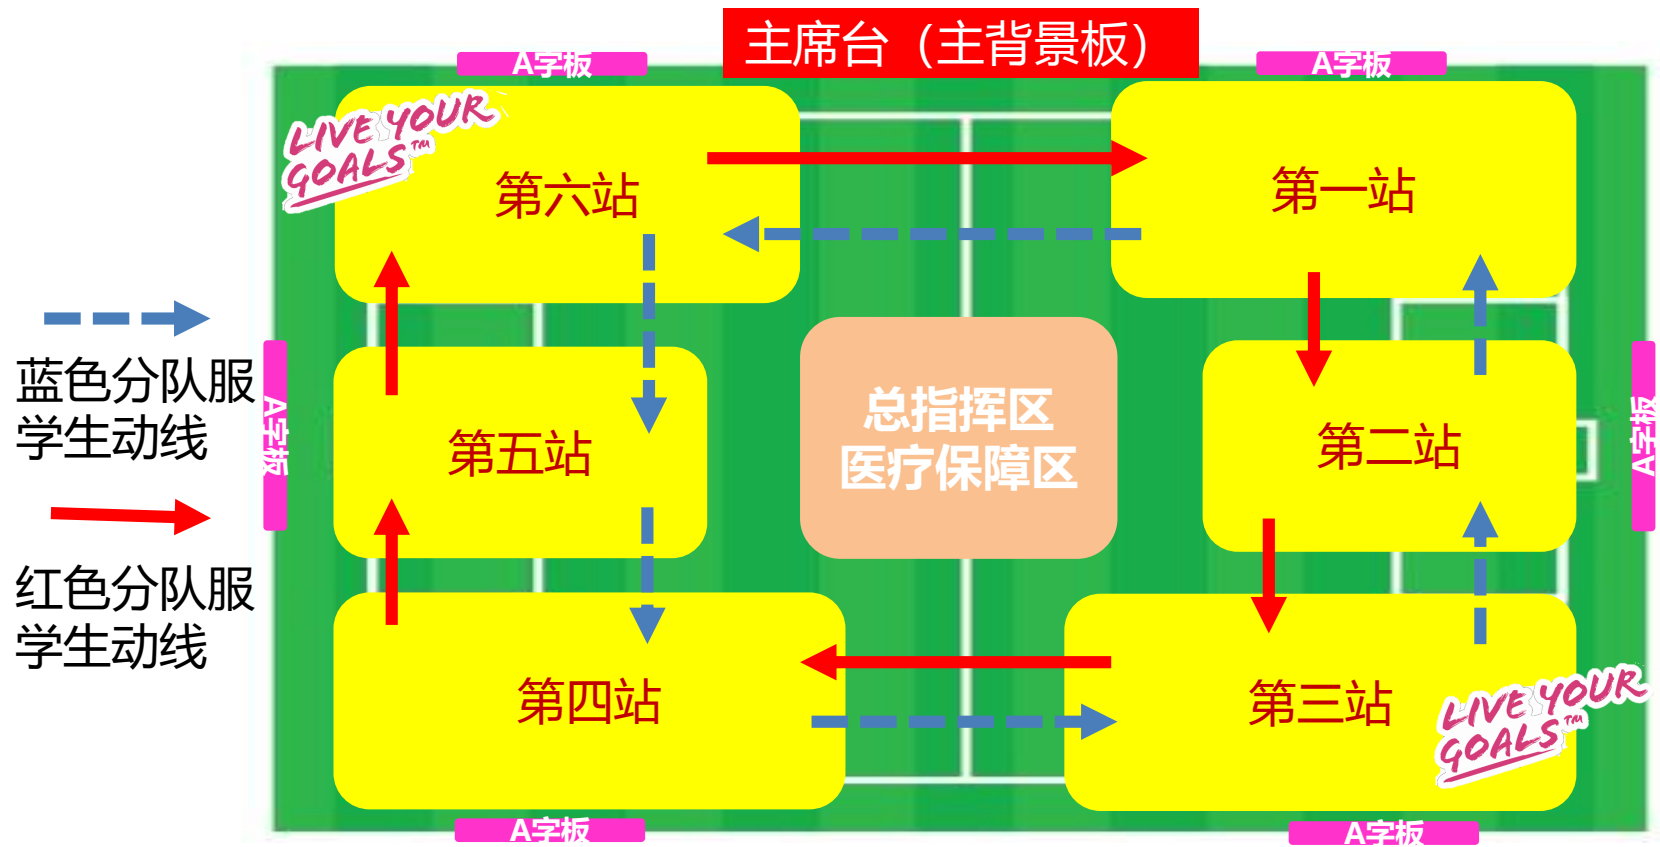 主席台（主背景板）
A字板
A字板
LIVE YOUR
GOALS™
第六站
第一站
蓝色分队服
学生动线
A字板
总指挥区
医疗保障区
第五站
第二站
A字板
红色分队服
学生动线
第四站
第三站
LIVE YOUR
GOALS™
A字板
A字板